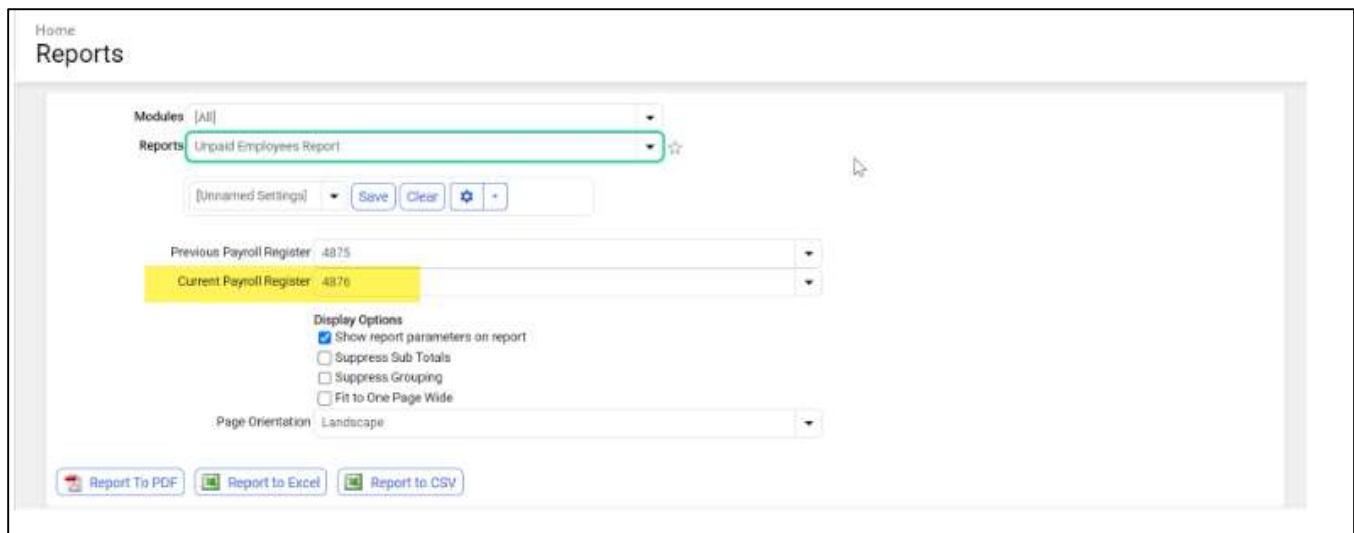 Home
Reports
Modules [All]
Reports Unpaid Employees Report
[Unnamed Settings] Save Clear
Previous Payroll Register 4875
Current Payroll Register 4876
Display Options
Show report parameters on report
Suppress Sub Totals
Suppress Grouping
Fit to One Page Wide
Page Orientation Landscape
Report To PDF Report to Excel Report to CSV